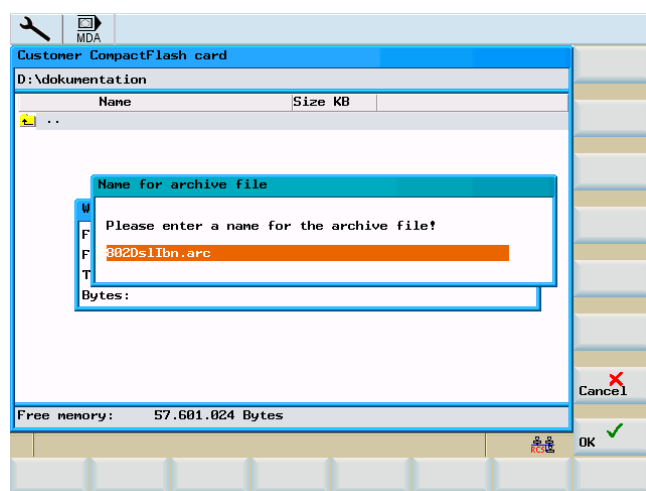 MDA
Customer CompactFlash card
D:\dokumentation
Name Size KB
..
Name for archive file
W
Please enter a name for the archive file!
F
802DslIbn.arc
F
T
Bytes:
Cancel
Free memory: 57.601.024 Bytes
OK
RCS